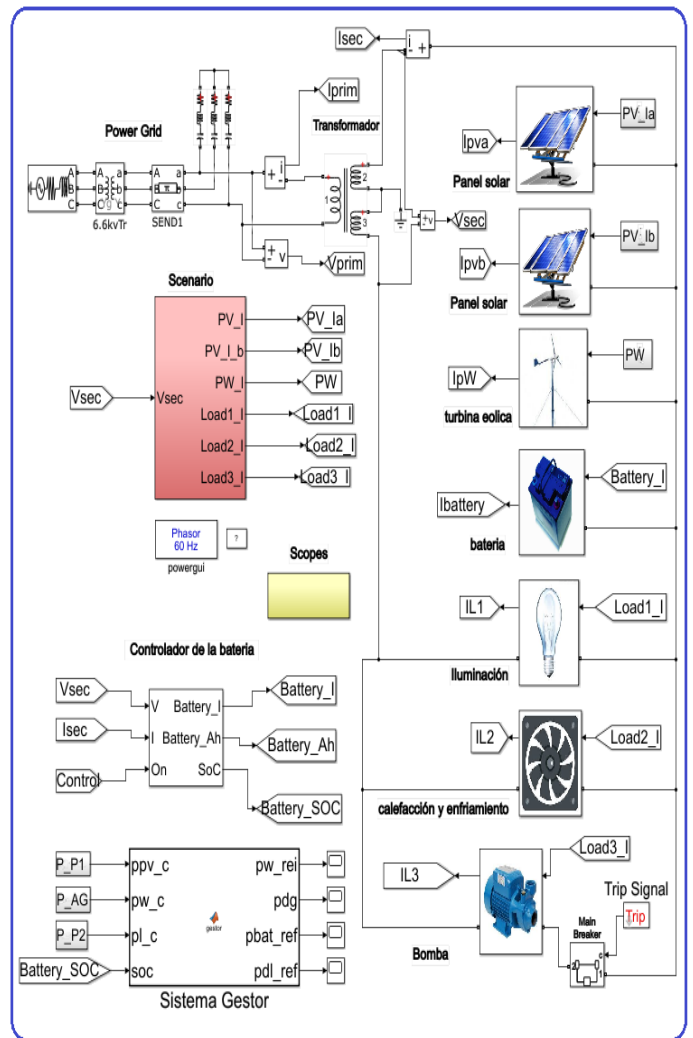 Isec
i
+
-
Iprim
Power Grid
Transformador
PV_Ia
Ipva
Panel solar
A
B
C
A
B
C
a
b
c
A
B
C
a
b
c
6.6kvTr
SEND1
+
i
-
1
2
3
+
-
v
Vprim
+
-
v
Vsec
PV_Ib
Ipvb
Panel solar
Scenario
PV_I
PV_Ia
PV_I_b
PV_Ib
PW_I
PW
Vsec
Vsec
Load1_I
Load1_I
Load2_I
Load2_I
Load3_I
Load3_I
PW
IpW
turbina eolica
Battery_I
Ibattery
bateria
Phasor
60 Hz
powergui
?
Scopes
IL1
Load1_I
Iluminación
Controlador de la bateria
Vsec
V
Battery_I
Battery_I
Isec
I
Battery_Ah
Battery_Ah
Control
On
SoC
Battery_SOC
IL2
Load2_I
calefacción y enfriamiento
P_P1
ppv_c
pw_rei
P_AG
pw_c
pdg
P_P2
pl_c
pbat_ref
Battery_SOC
soc
pdl_ref
gestor
Sistema Gestor
IL3
Load3_I
Bomba
Trip Signal
Trip
Main
Breaker
c
2
1